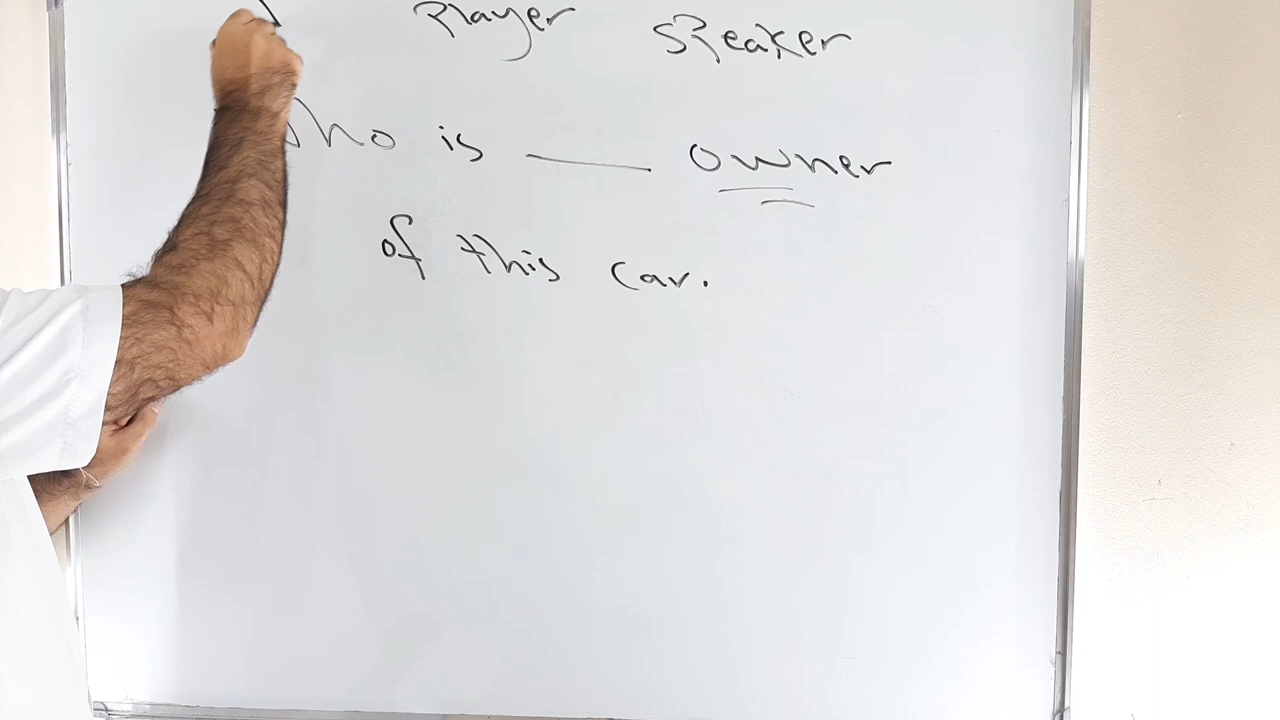 Player speaker
who is ___ owner
of this car.